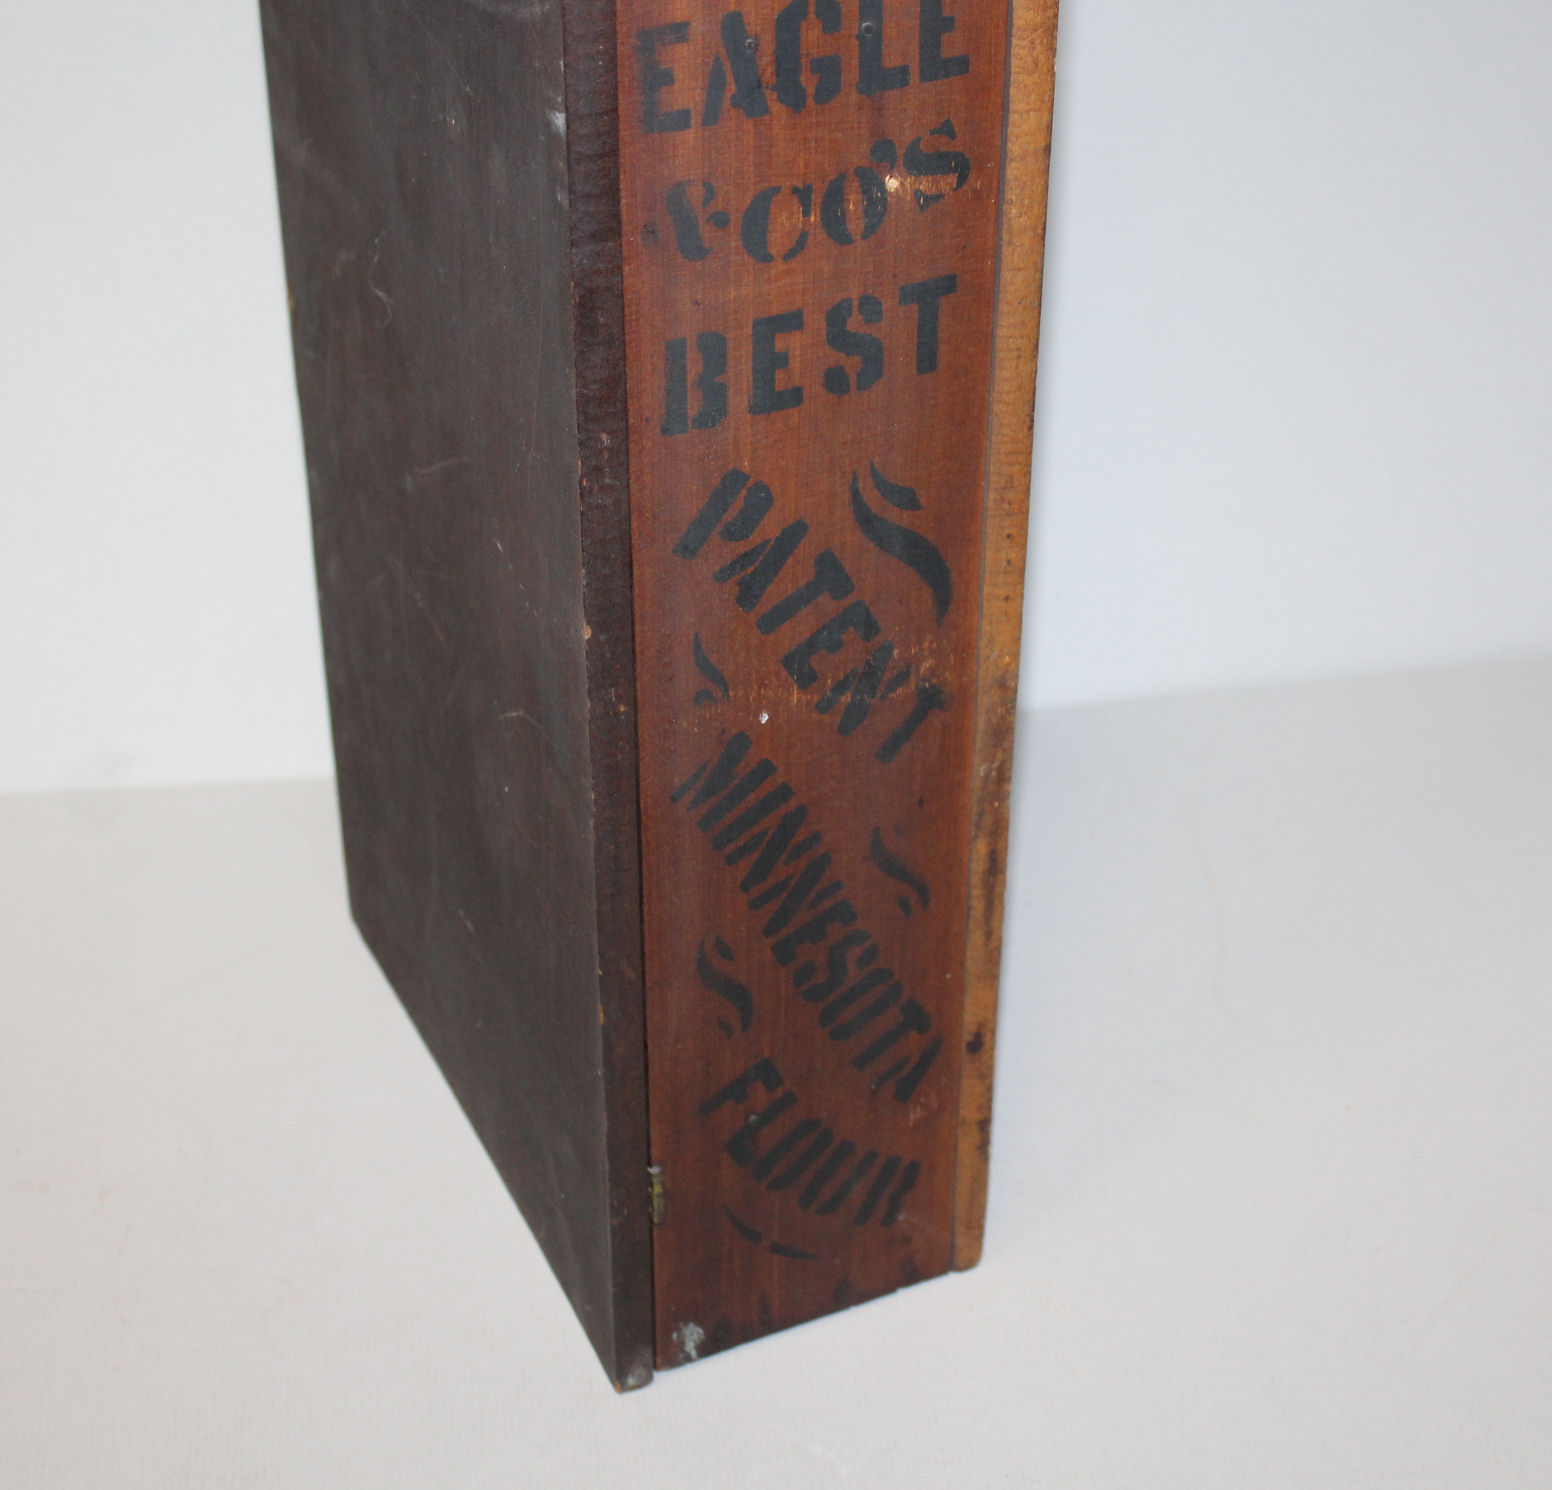 EAGLE
&CO'S
BEST
PATENT
MINNESOTA
FLOUR